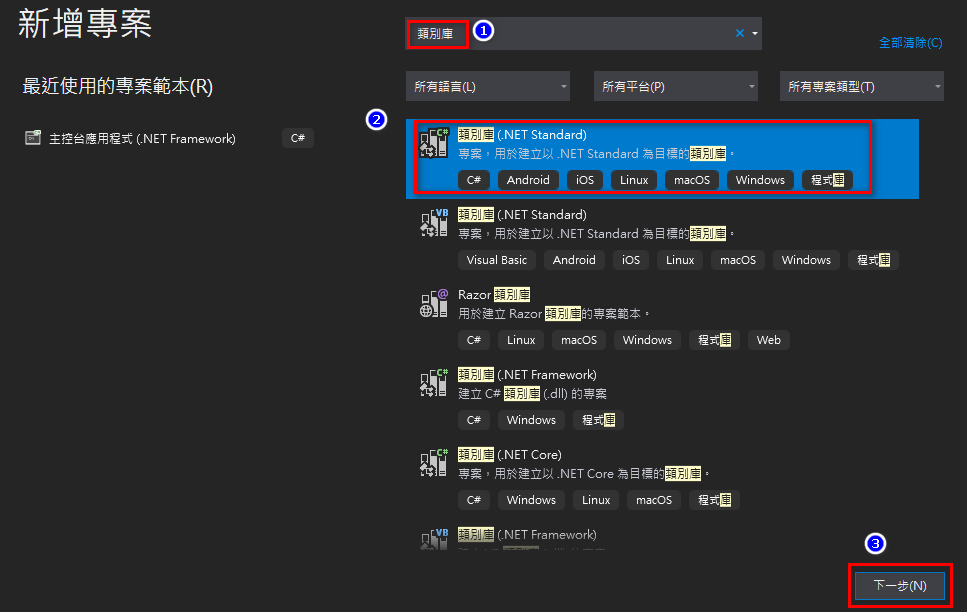 新增專案
類別庫
1
全部清除(C)
最近使用的專案範本(R)
所有語言(L)
所有平台(P)
所有專案類型(T)
主控台應用程式 (.NET Framework)
C#
2
C#
類別庫 (.NET Standard)
專案，用於建立以 .NET Standard 為目標的類別庫。
C# Android iOS Linux macOS Windows 程式庫
VB
類別庫 (.NET Standard)
專案，用於建立以 .NET Standard 為目標的類別庫。
Visual Basic Android iOS Linux macOS Windows 程式庫
Razor 類別庫
用於建立 Razor 類別庫的專案範本。
C# Linux macOS Windows 程式庫 Web
C#
類別庫 (.NET Framework)
建立 C# 類別庫 (.dll) 的專案
C# Windows 程式庫
C#
類別庫 (.NET Core)
專案，用於建立以 .NET Core 為目標的類別庫。
C# Windows Linux macOS 程式庫
VB
類別庫 (.NET Framework)
3
下一步(N)